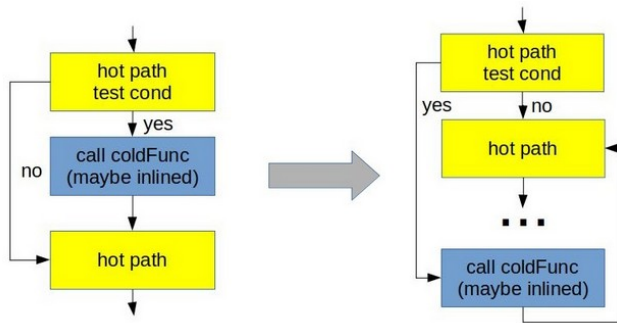 hot path
test cond
yes
no
call coldFunc
(maybe inlined)
hot path
hot path
test cond
yes
no
hot path
...
call coldFunc
(maybe inlined)